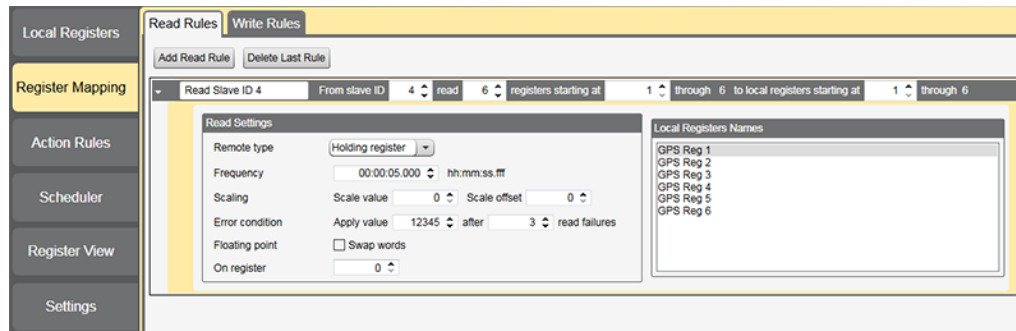 Local Registers
Register Mapping
Action Rules
Scheduler
Register View
Settings
Read Rules Write Rules
Add Read Rule Delete Last Rule
Read Slave ID 4 From slave ID 4 read 6 registers starting at 1 through 6 to local registers starting at 1 through 6
Read Settings
Remote type Holding register
Frequency 00:00:05.000 hh:mm:ss.fff
Scaling Scale value 0 Scale offset 0
Error condition Apply value 12345 after 3 read failures
Floating point Swap words
On register 0
Local Registers Names
GPS Reg 1
GPS Reg 2
GPS Reg 3
GPS Reg 4
GPS Reg 5
GPS Reg 6